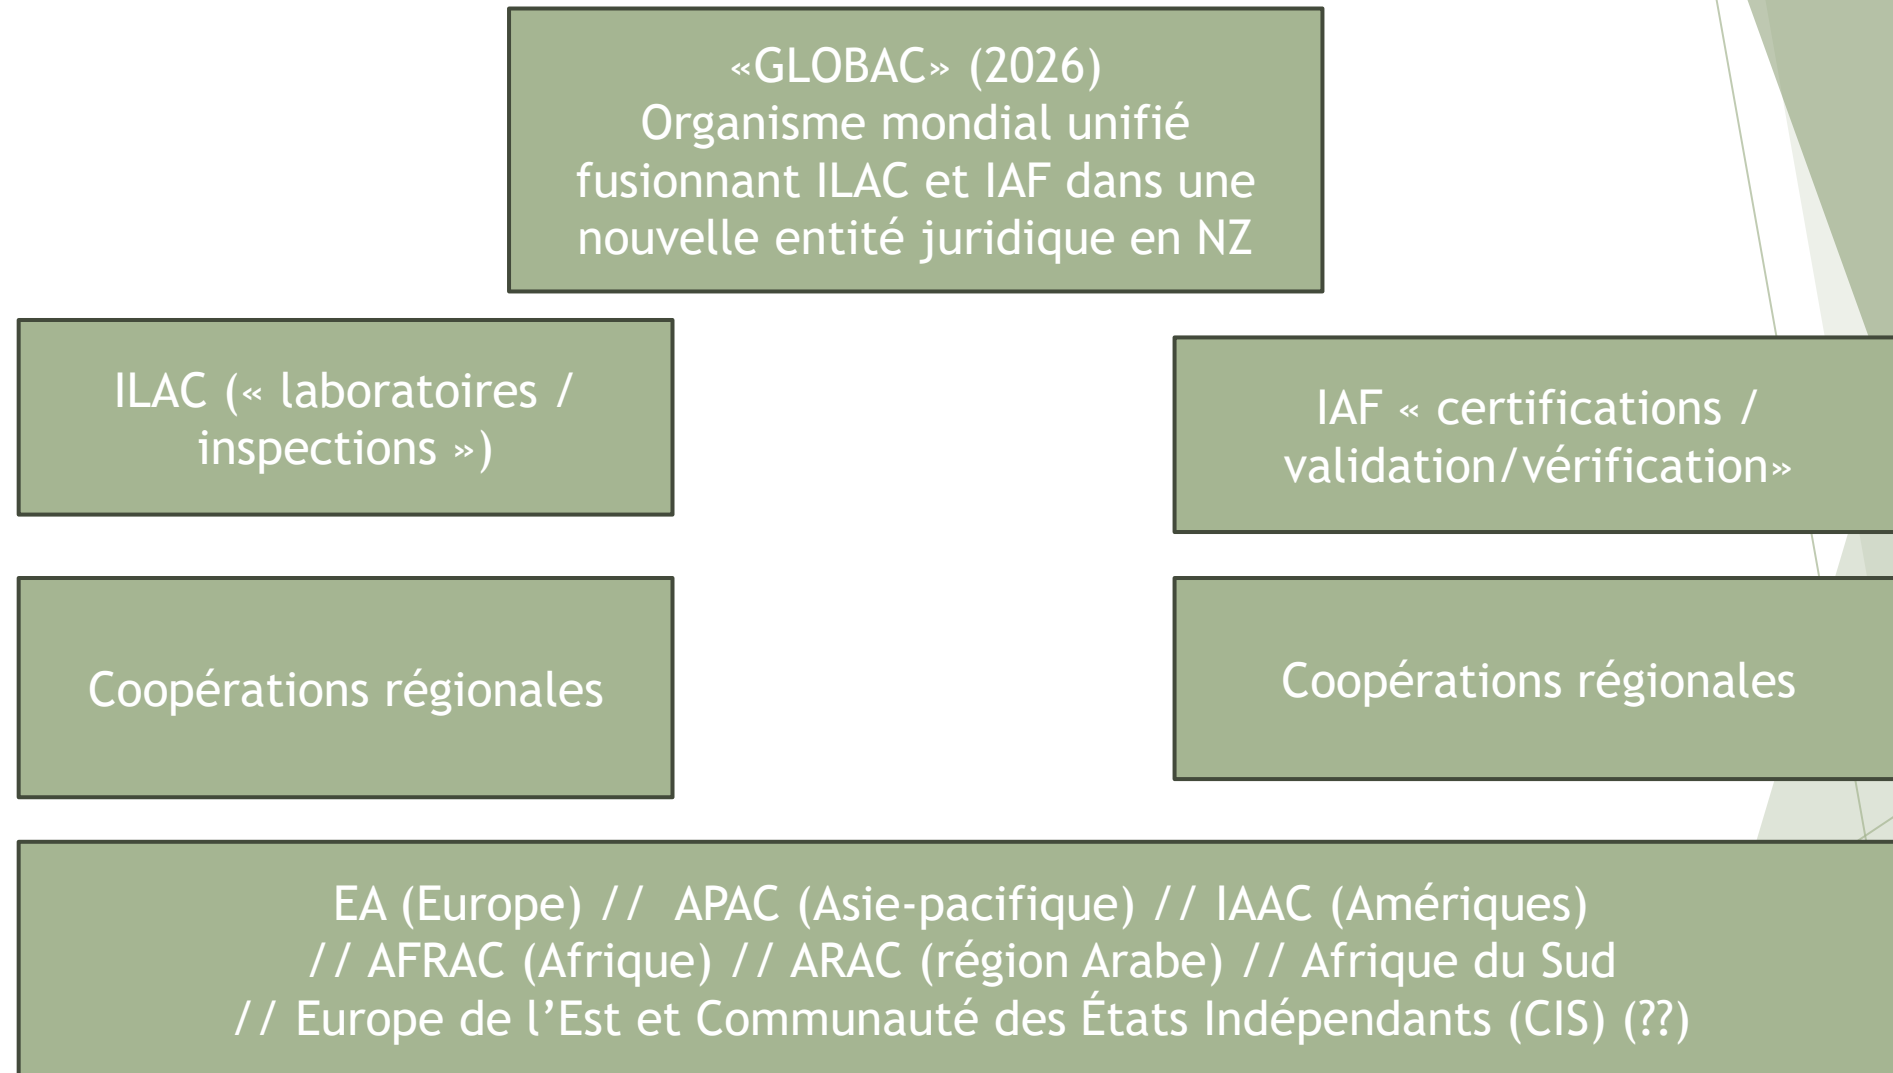 «GLOBAC» (2026)
Organisme mondial unifié
fusionnant ILAC et IAF dans une
nouvelle entité juridique en NZ
ILAC (« laboratoires /
inspections »)
IAF « certifications /
validation/vérification»
Coopérations régionales
Coopérations régionales
EA (Europe) // APAC (Asie-pacifique) // IAAC (Amériques)
// AFRAC (Afrique) // ARAC (région Arabe) // Afrique du Sud
// Europe de l’Est et Communauté des États Indépendants (CIS) (??)